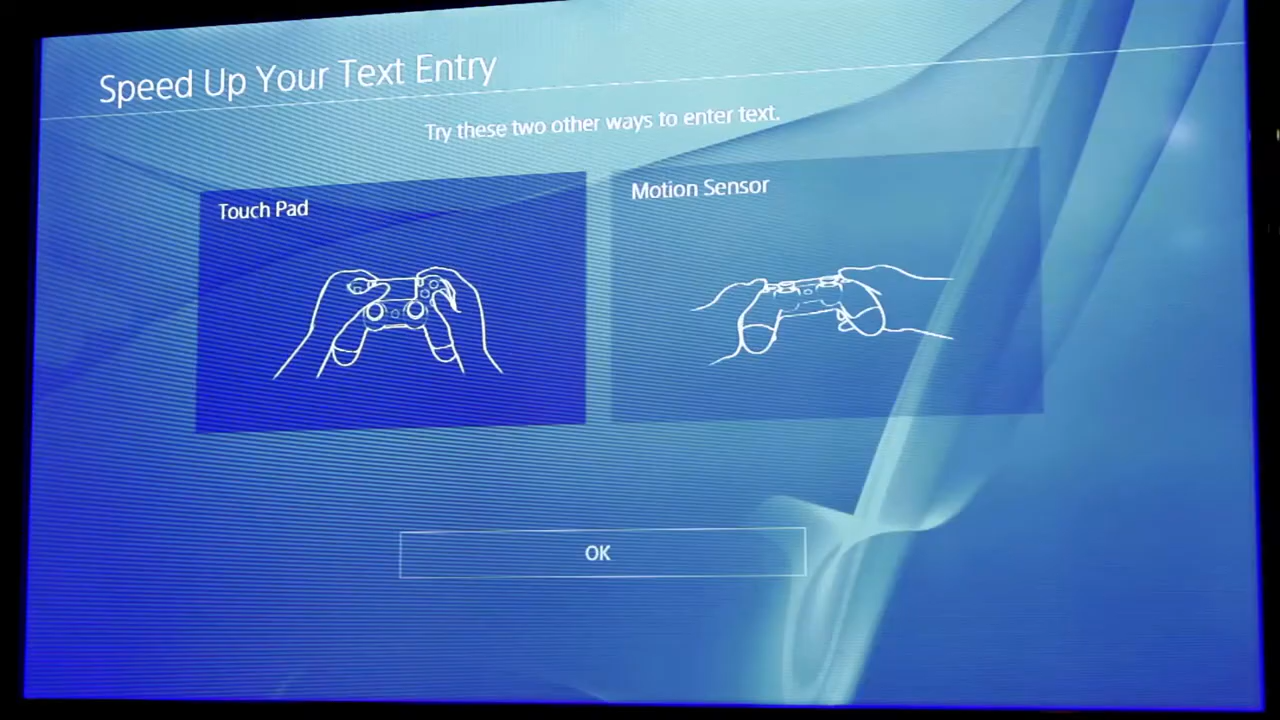 Speed Up Your Text Entry
Try these two other ways to enter text.
Touch Pad
Motion Sensor
OK